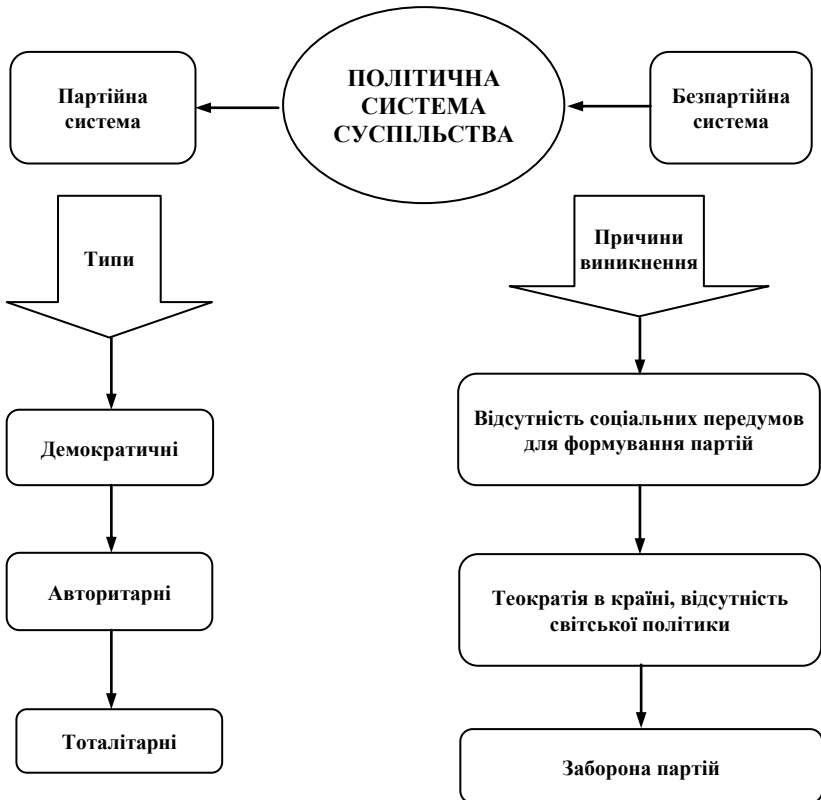 Партійна
система
ПОЛІТИЧНА
СИСТЕМА
СУСПІЛЬСТВА
Безпартійна
система
Типи
Причини
виникнення
Демократичні
Відсутність соціальних передумов
для формування партій
Авторитарні
Теократія в країні, відсутність
світської політики
Тоталітарні
Заборона партій